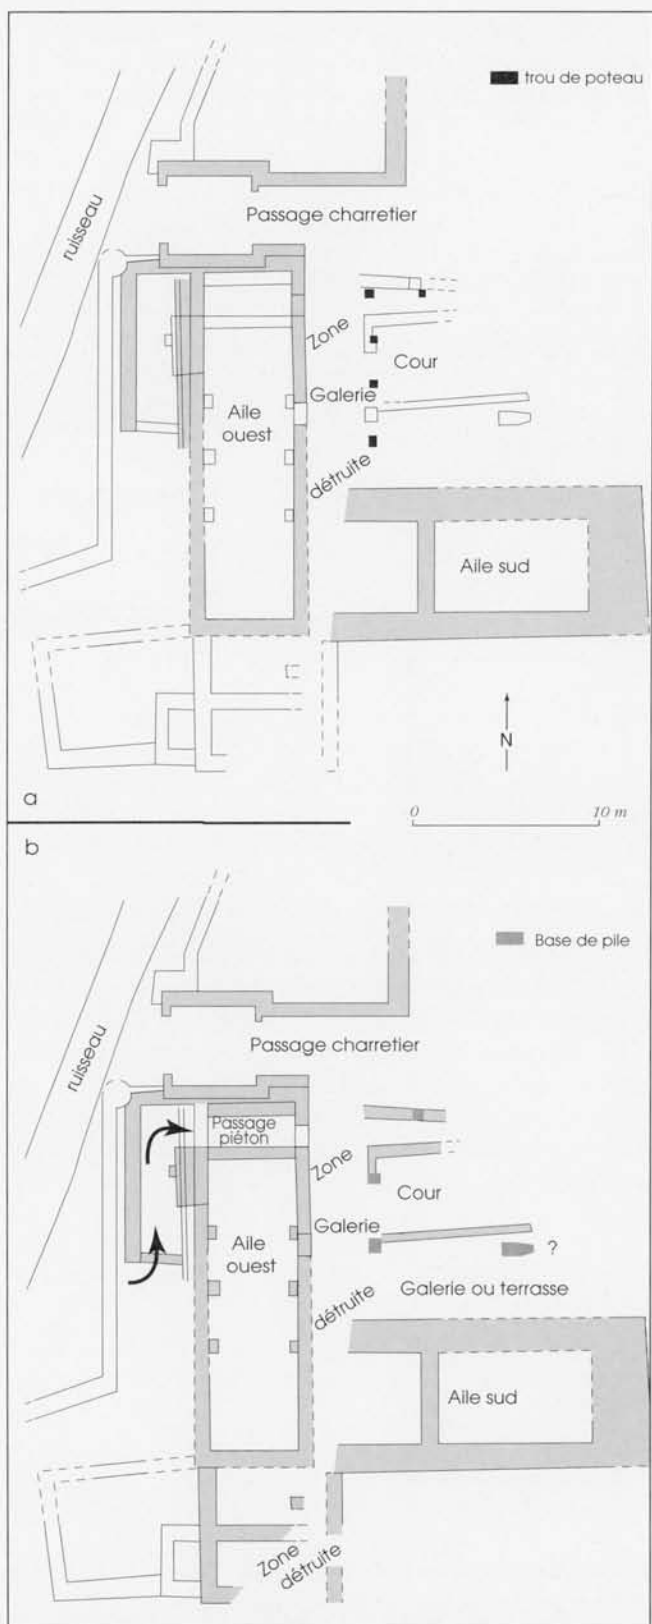 trou de poteau
ruisseau
Passage charretier
Zone
Cour
Galerie
Aile
ouest
détruite
Aile sud
N
a
0 10 m
b
Base de pile
ruisseau
Passage charretier
Passage
piéton
Zone
Cour
Galerie
Aile
ouest
?
détruite
Galerie ou terrasse
Aile sud
Zone
détruite